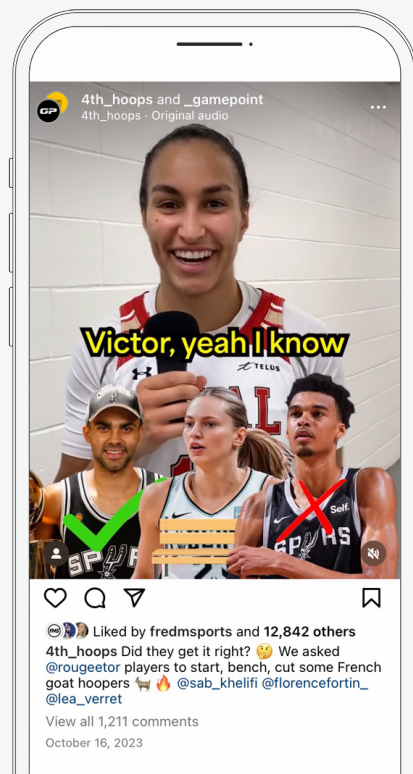 4th_hoops and _gamepoint
GP
4th_hoops · Original audio
Victor, yeah I know
TELUS
Self.
SPURS
Liked by fredmsports and 12,842 others
4th_hoops Did they get it right? 🤔 We asked
@rougeetor players to start, bench, cut some French
goat hoopers 🐐 🔥 @sab_khelifi @florencefortin_
@lea_verret
View all 1,211 comments
October 16, 2023